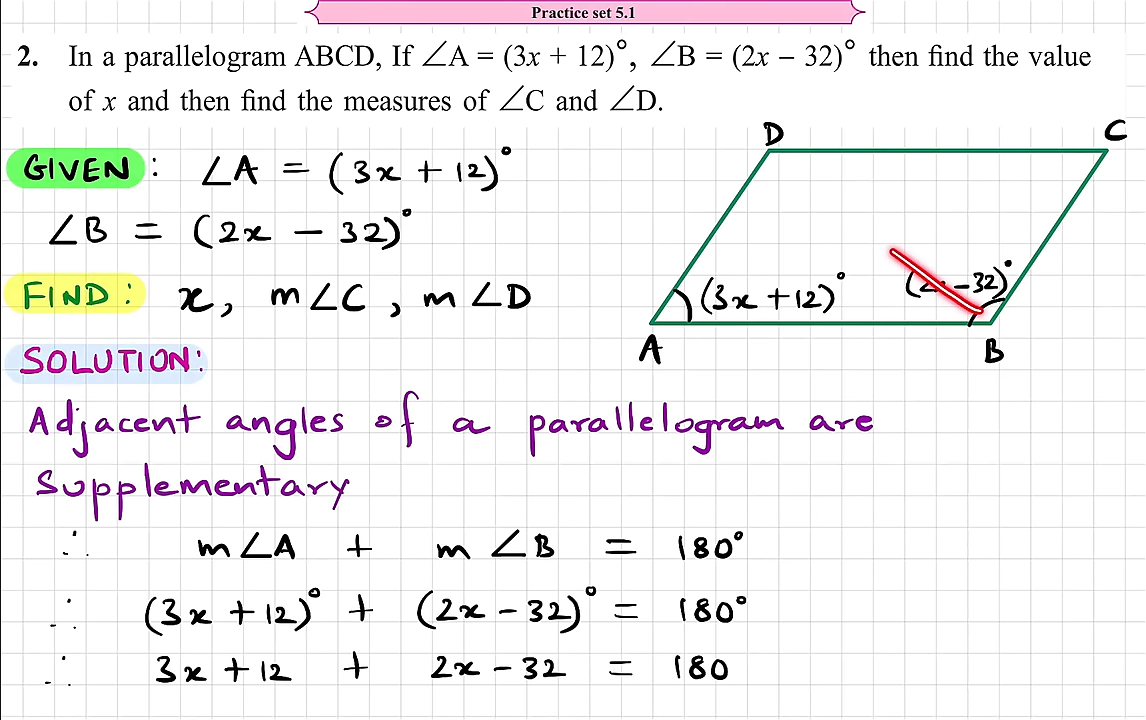 Practice set 5.1
2. In a parallelogram ABCD, If ∠A = (3x + 12)°, ∠B = (2x − 32)° then find the value
of x and then find the measures of ∠C and ∠D.
GIVEN : ∠A = (3x + 12)°
∠B = (2x − 32)°
FIND : x, m∠C, m∠D
D C
(3x + 12)° (2x − 32)°
A B
SOLUTION:
Adjacent angles of a parallelogram are
Supplementary
∴ m∠A + m∠B = 180°
∴ (3x + 12)° + (2x − 32)° = 180°
∴ 3x + 12 + 2x − 32 = 180